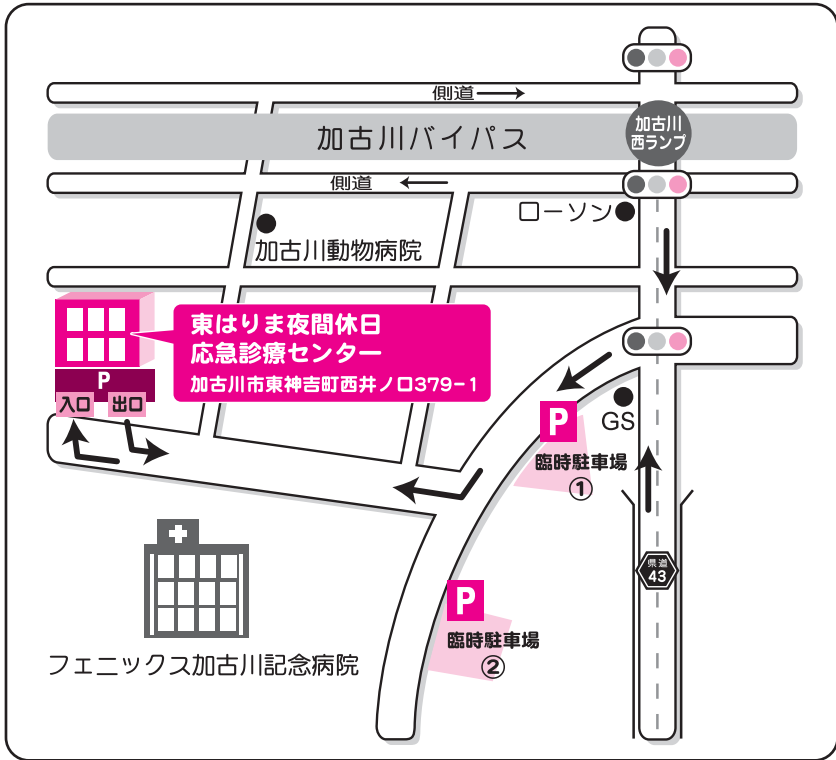 側道
加古川バイパス
加古川
西ランプ
側道
ローソン
加古川動物病院
東はりま夜間休日
応急診療センター
加古川市東神吉町西井ノ口379-1
P
入口
出口
P
GS
臨時駐車場
①
県道
43
P
臨時駐車場
②
フェニックス加古川記念病院